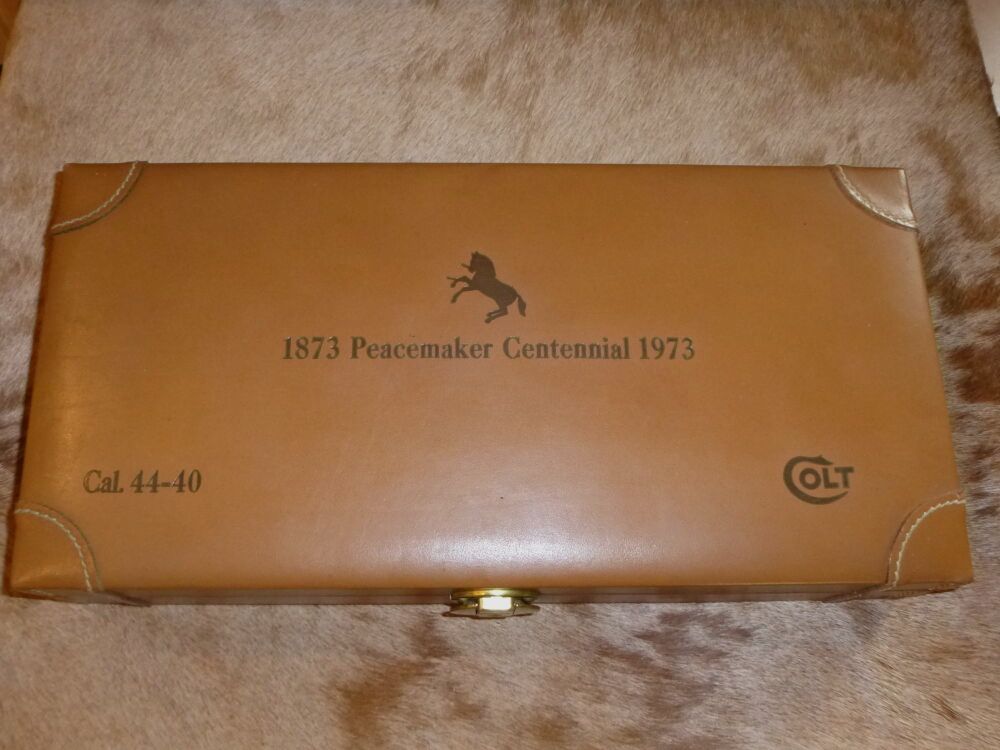 1873 Peacemaker Centennial 1973
Cal. 44-40
COLT